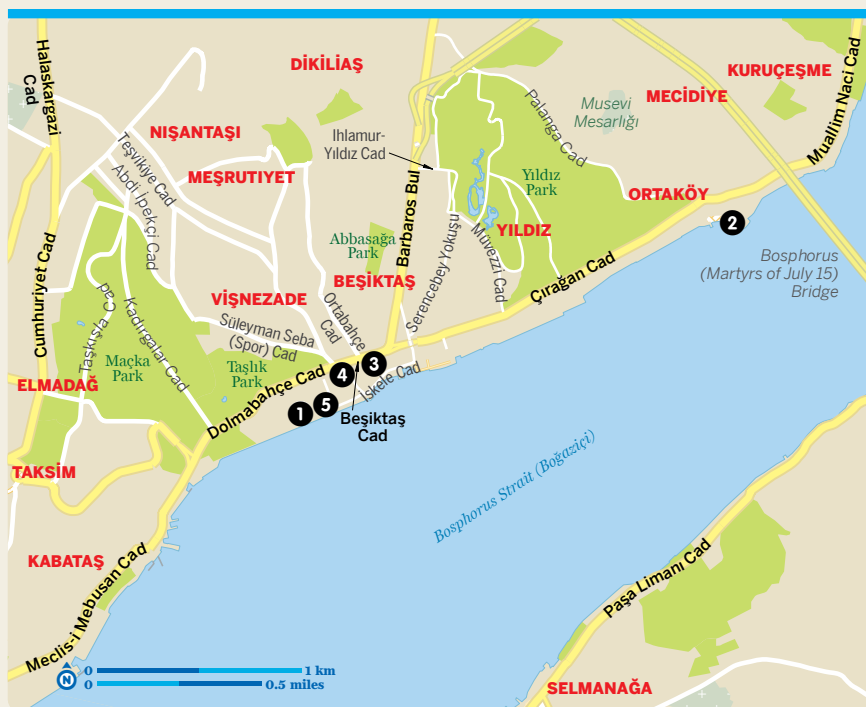 Halaskargazi
Cad
DİKİLİAŞ
KURUÇEŞME
MECİDİYE
Muallim Naci Cad
Musevi
Mesarlığı
Palanga Cad
NIŞANTAŞI
Teşvikiye Cad
Ihlamur-
Yıldız Cad
MEŞRUTIYET
Abdi İpekçi Cad
Yıldız
Park
ORTAKÖY
2
Barbaros Bul
Abbasağa
Park
YILDIZ
Serencebey Yokuşu
Müvezzi Cad
Bosphorus
(Martyrs of July 15)
Bridge
BEŞİKTAŞ
Çırağan Cad
Cumhuriyet Cad
Taşkışla Cad
Kadırgalar Cad
VİŞNEZADE
Ortabahçe
Cad
Süleyman Seba
(Spor) Cad
Maçka
Park
Taşlık
Park
ELMADAĞ
Dolmabahçe Cad
4
3
İskele Cad
1
5
Beşiktaş
Cad
TAKSİM
Bosphorus Strait (Boğaziçi)
KABATAŞ
Meclis-i Mebusan Cad
Paşa Limanı Cad
N
0
1 km
0
0.5 miles
SELMANAĞA